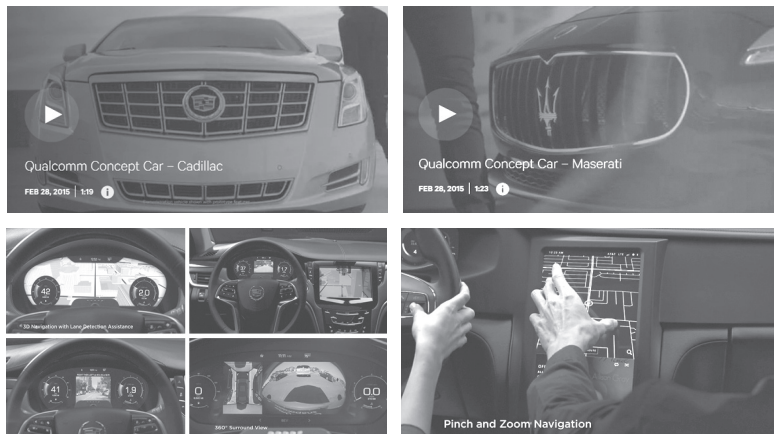 Qualcomm Concept Car – Cadillac
FEB 28, 2015 | 1:19 i
Qualcomm Concept Car – Maserati
FEB 28, 2015 | 1:23 i
42
2.0
* 3D Navigation with Lane Detection Assistance
41
1.9
0
0.0
360° Surround View
Pinch and Zoom Navigation